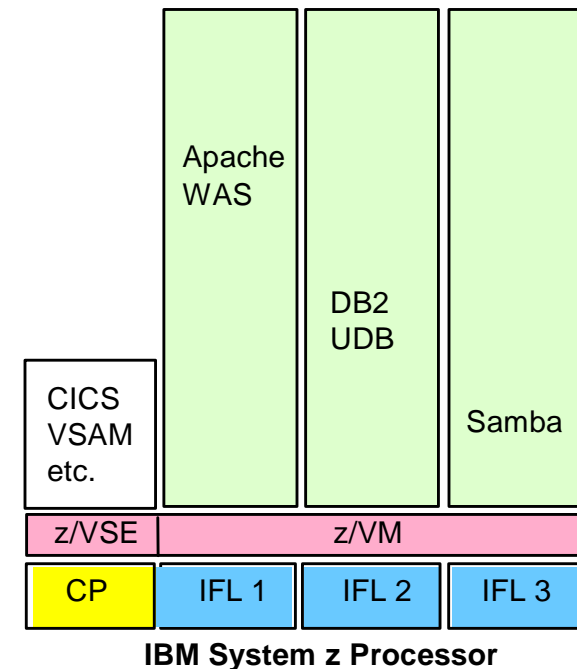 Apache
WAS
DB2
UDB
CICS
VSAM
etc.
Samba
z/VSE
z/VM
CP
IFL 1
IFL 2
IFL 3
IBM System z Processor